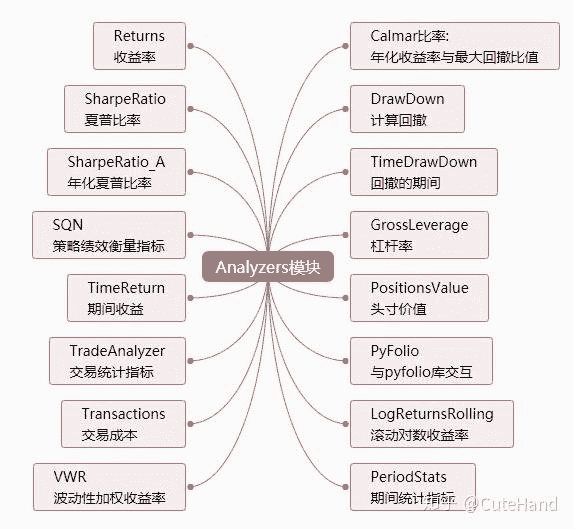 Returns
收益率
SharpeRatio
夏普比率
SharpeRatio_A
年化夏普比率
SQN
策略绩效衡量指标
TimeReturn
期间收益
TradeAnalyzer
交易统计指标
Transactions
交易成本
VWR
波动性加权收益率
Analyzers模块
Calmar比率:
年化收益率与最大回撤比值
DrawDown
计算回撤
TimeDrawDown
回撤的期间
GrossLeverage
杠杆率
PositionsValue
头寸价值
PyFolio
与pyfolio库交互
LogReturnsRolling
滚动对数收益率
PeriodStats
期间统计指标
知乎 @CuteHand